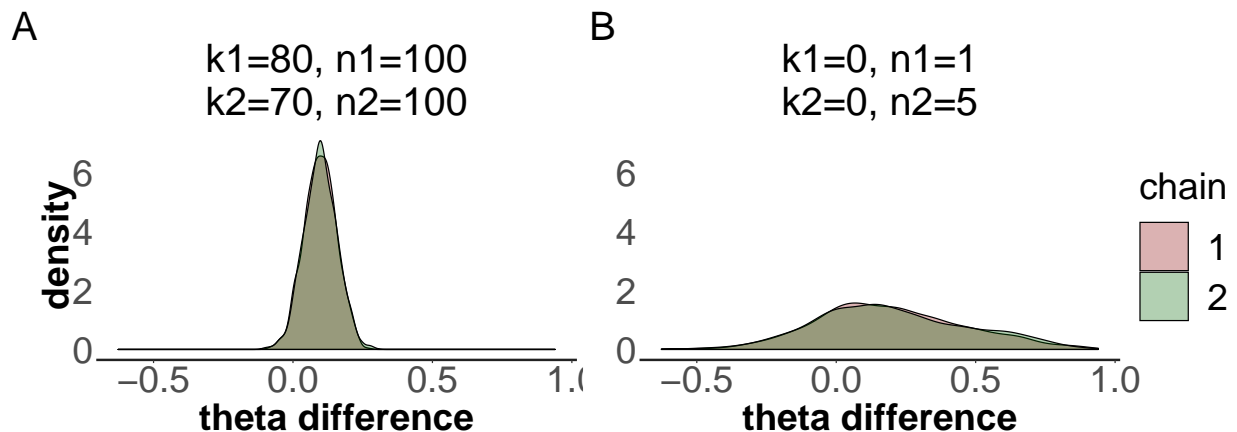 A
k1=80, n1=100
k2=70, n2=100
density
6
4
2
0
−0.5 0.0 0.5 1.0
theta difference
B
k1=0, n1=1
k2=0, n2=5
6
4
2
0
−0.5 0.0 0.5 1.0
theta difference
chain
1
2